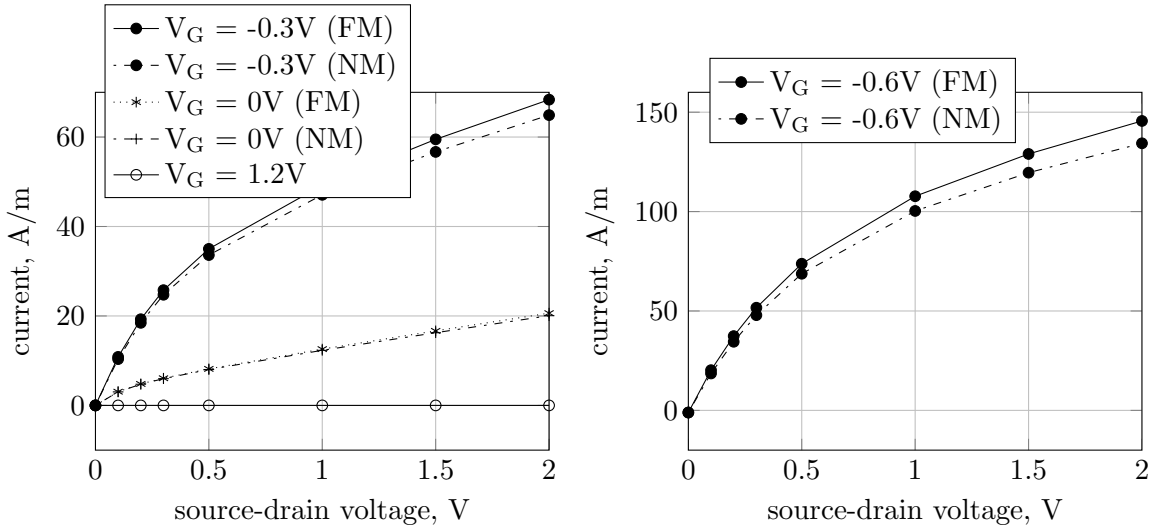 V_G = -0.3V (FM)
V_G = -0.3V (NM)
V_G = 0V (FM)
V_G = 0V (NM)
V_G = 1.2V
60
40
20
0
0
0.5
1
1.5
2
source-drain voltage, V
current, A/m
V_G = -0.6V (FM)
V_G = -0.6V (NM)
150
100
50
0
0
0.5
1
1.5
2
source-drain voltage, V
current, A/m